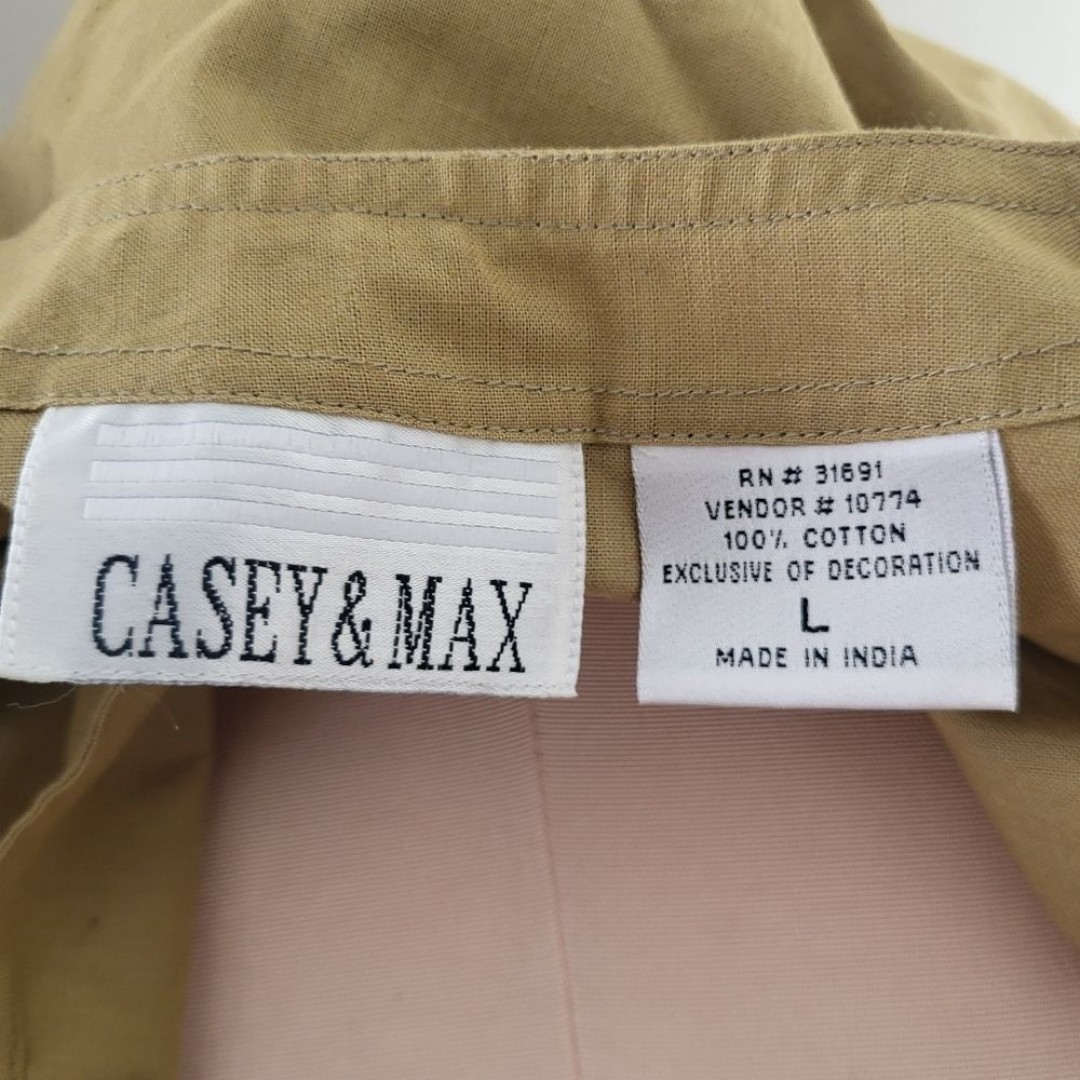 CASEY & MAX
RN # 31691
VENDOR # 10774
100% COTTON
EXCLUSIVE OF DECORATION
L
MADE IN INDIA